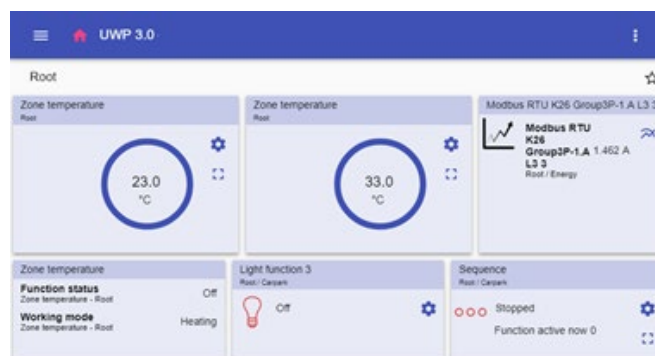 UWP 3.0
Root
Zone temperature
Root
23.0
°C
Zone temperature
Root
33.0
°C
Modbus RTU K26 Group3P-1.A L3 3
Modbus RTU
K26
Group3P-1.A 1.462 A
L3 3
Root / Energy
Zone temperature
Function status
Zone temperature - Root
Off
Working mode
Zone temperature - Root
Heating
Light function 3
Root / Carpark
Off
Sequence
Root / Carpark
Stopped
Function active now 0